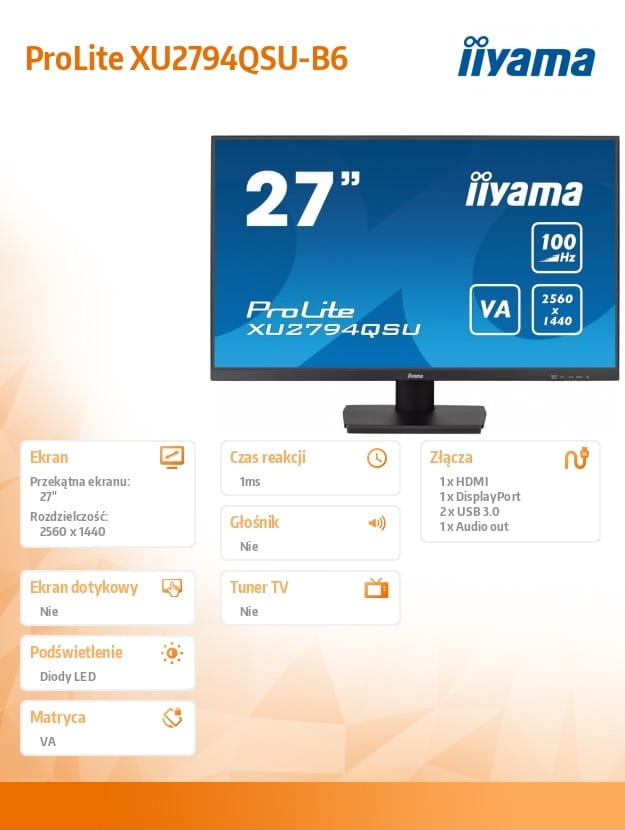 ProLite XU2794QSU-B6
iiyama
27”
iiyama
100
Hz
VA
2560
x
1440
ProLite
XU2794QSU
iiyama
Ekran
Przekątna ekranu:
27"
Rozdzielczość:
2560 x 1440
Czas reakcji
1ms
Złącza
1 x HDMI
1 x DisplayPort
2 x USB 3.0
1 x Audio out
Głośnik
Nie
Ekran dotykowy
Nie
Tuner TV
Nie
Podświetlenie
Diody LED
Matryca
VA